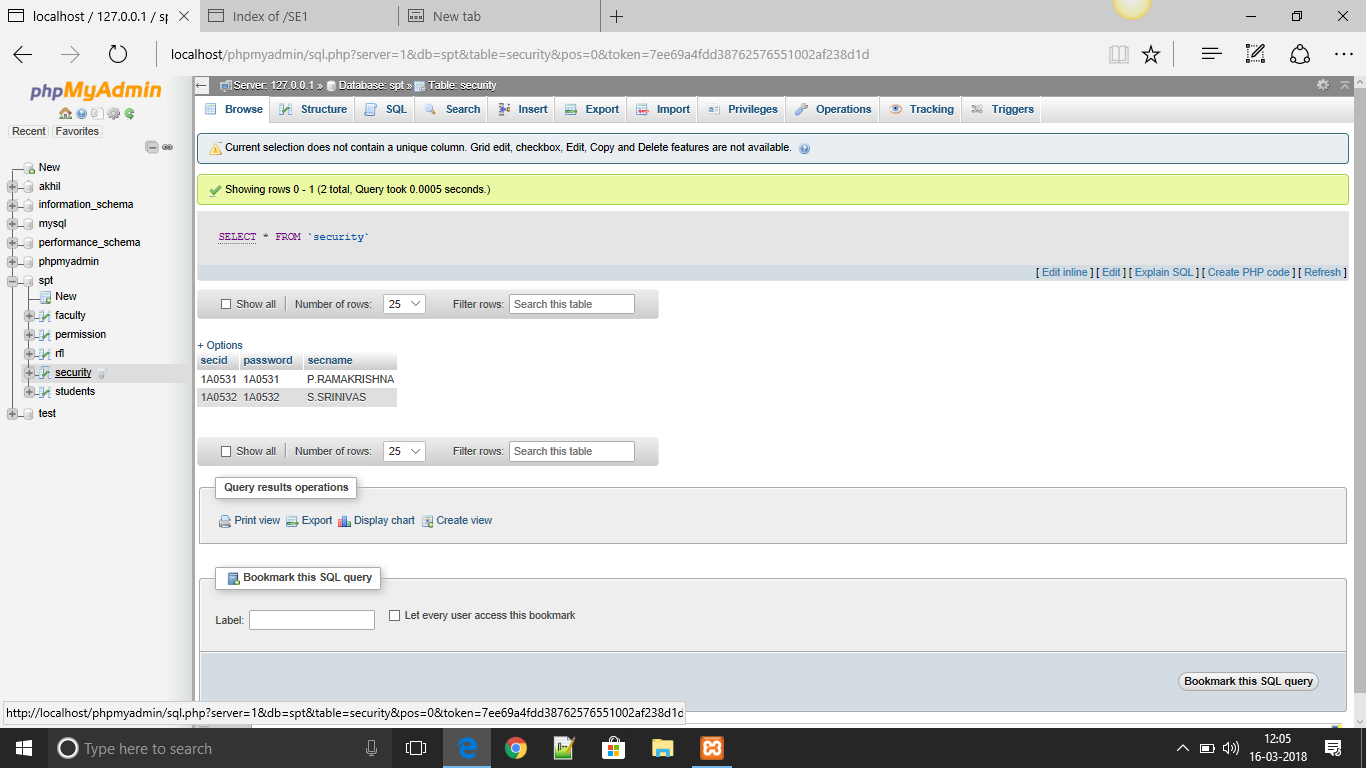 localhost / 127.0.0.1 / sp
Index of /SE1
New tab
localhost/phpmyadmin/sql.php?server=1&db=spt&table=security&pos=0&token=7ee69a4fdd38762576551002af238d1d
phpMyAdmin
Recent Favorites
New
akhil
information_schema
mysql
performance_schema
phpmyadmin
spt
New
faculty
permission
rfl
security
students
test
Server: 127.0.0.1 » Database: spt » Table: security
Browse Structure SQL Search Insert Export Import Privileges Operations Tracking Triggers
Current selection does not contain a unique column. Grid edit, checkbox, Edit, Copy and Delete features are not available.
Showing rows 0 - 1 (2 total, Query took 0.0005 seconds.)
SELECT * FROM `security`
[ Edit inline ] [ Edit ] [ Explain SQL ] [ Create PHP code ] [ Refresh ]
Show all Number of rows: 25 Filter rows: Search this table
+ Options
secid password secname
1A0531 1A0531 P.RAMAKRISHNA
1A0532 1A0532 S.SRINIVAS
Show all Number of rows: 25 Filter rows: Search this table
Query results operations
Print view Export Display chart Create view
Bookmark this SQL query
Label: Let every user access this bookmark
Bookmark this SQL query
http://localhost/phpmyadmin/sql.php?server=1&db=spt&table=security&pos=0&token=7ee69a4fdd38762576551002af238d1d
Type here to search
12:05
16-03-2018